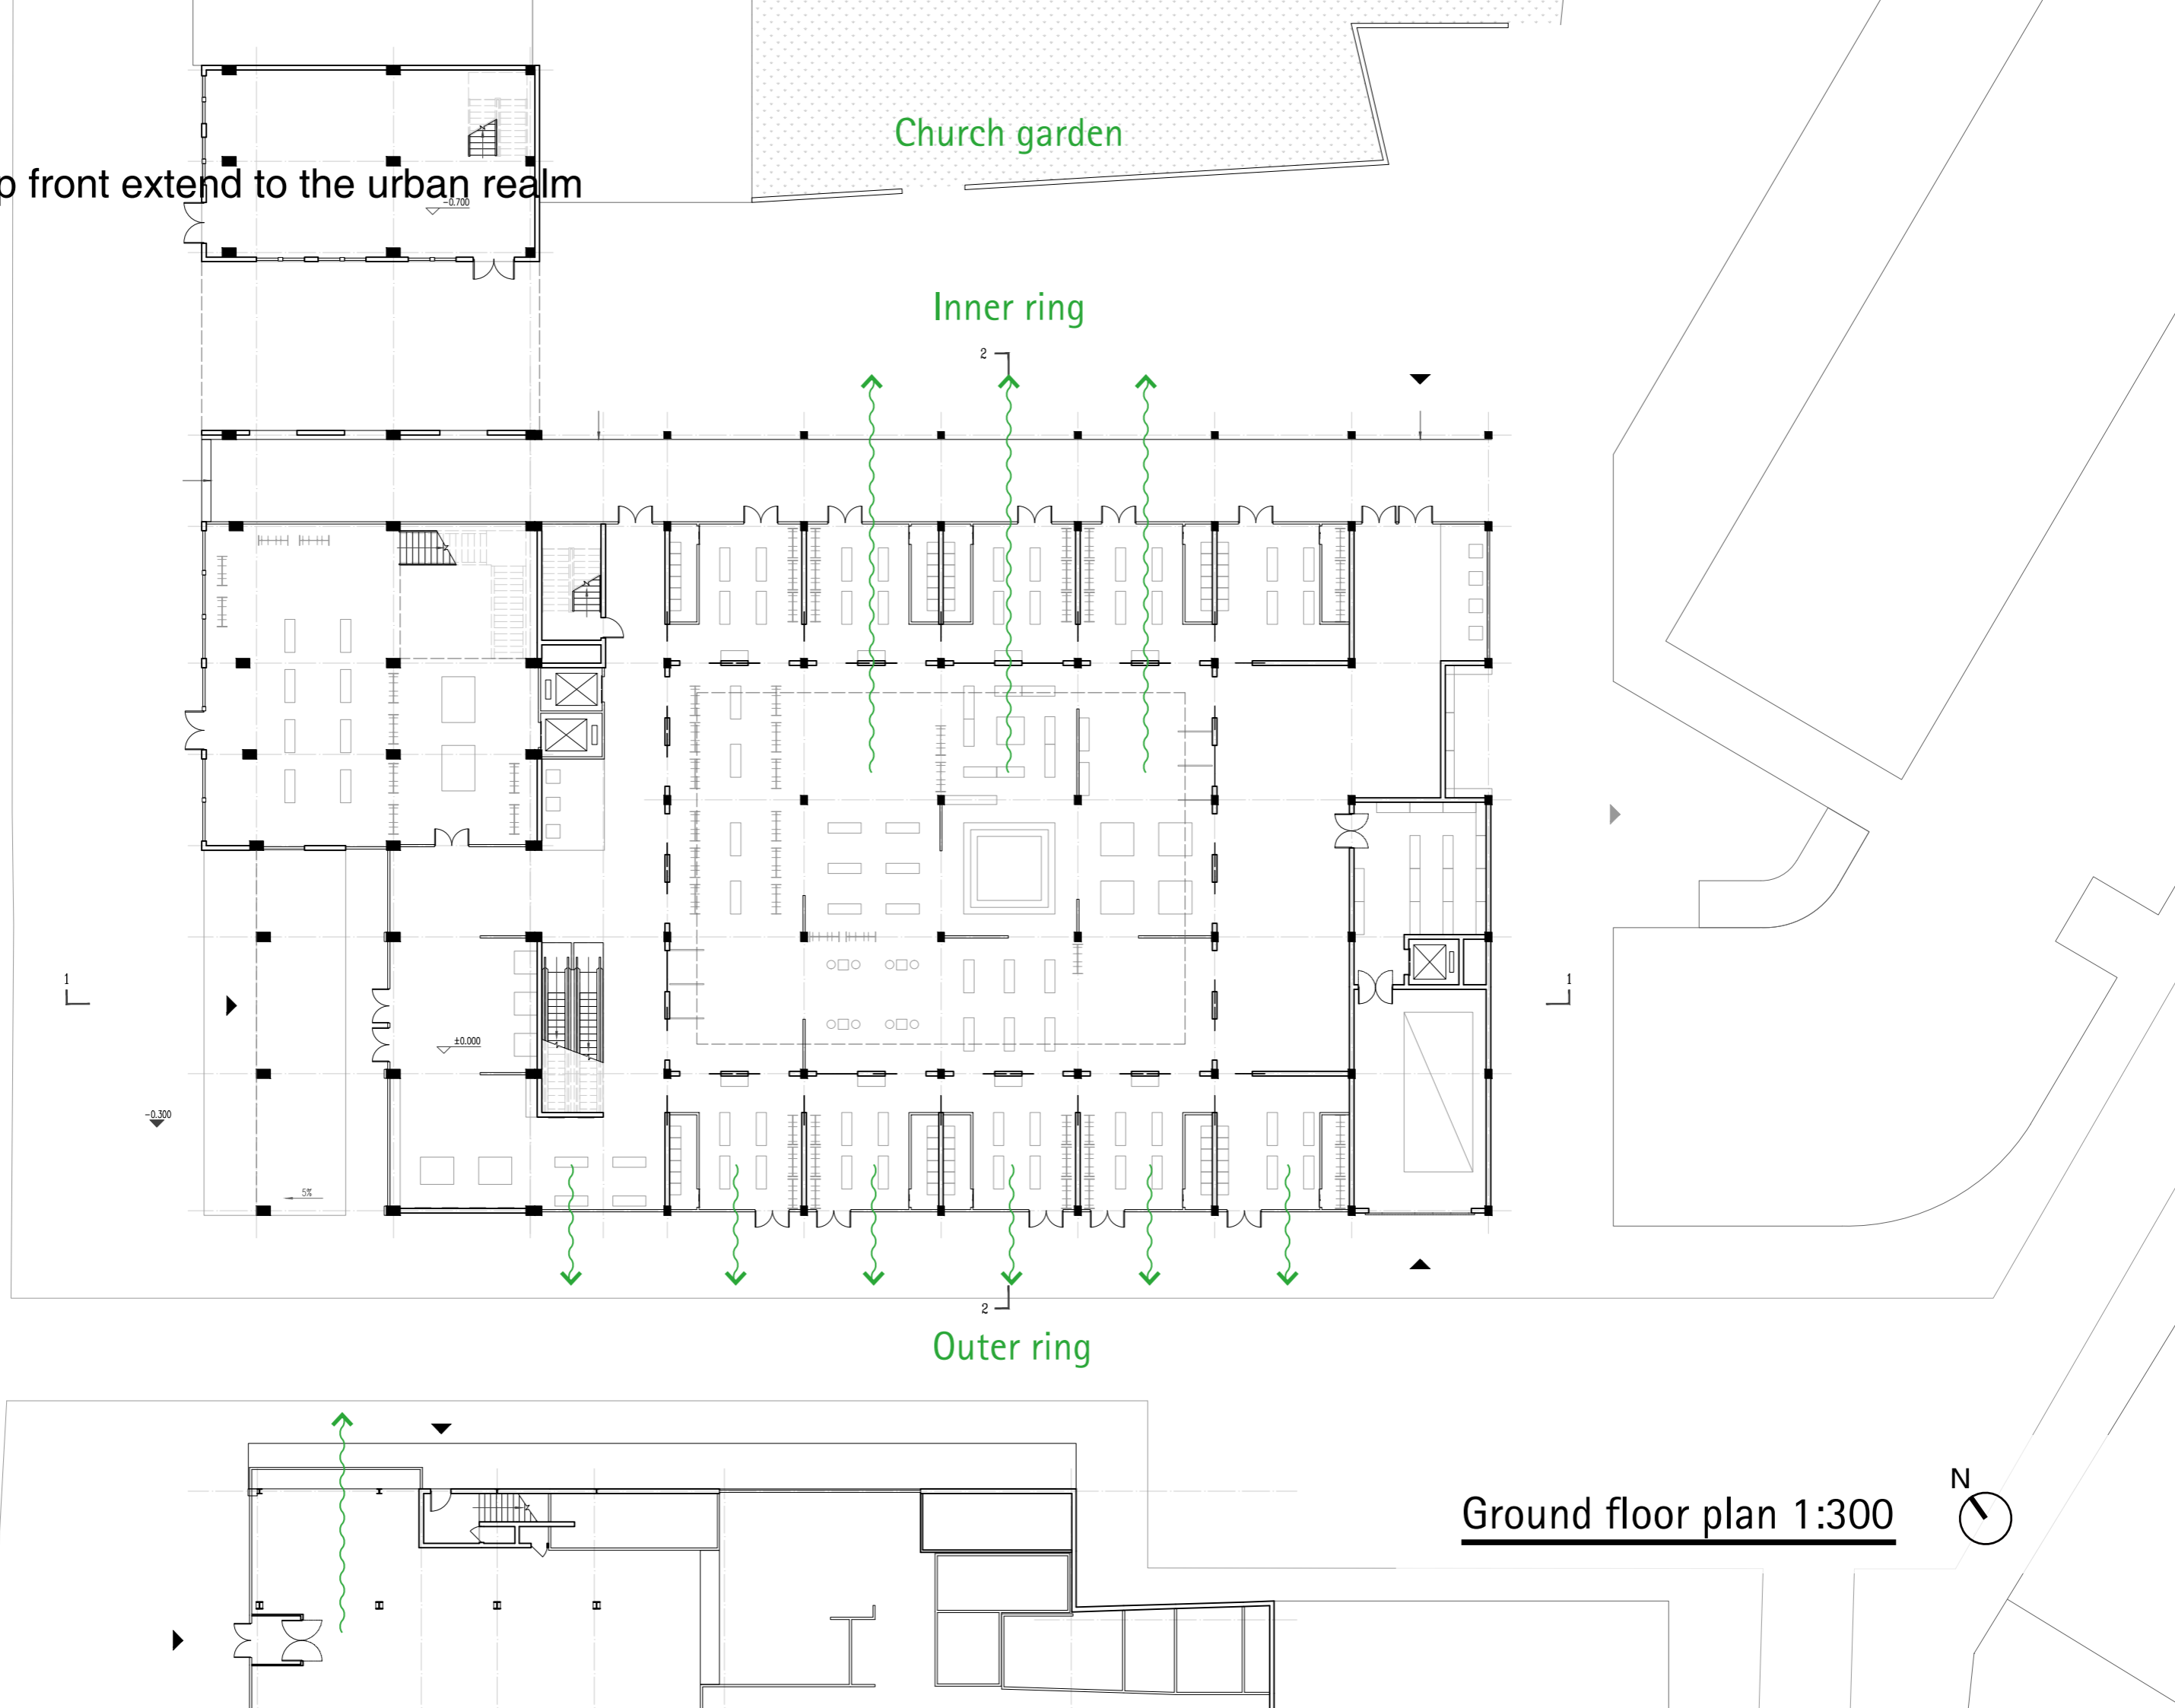 Church garden
p front extend to the urban realm
-0.700
Inner ring
2
1
1
±0.000
-0.300
5%
2
Outer ring
N
Ground floor plan 1:300